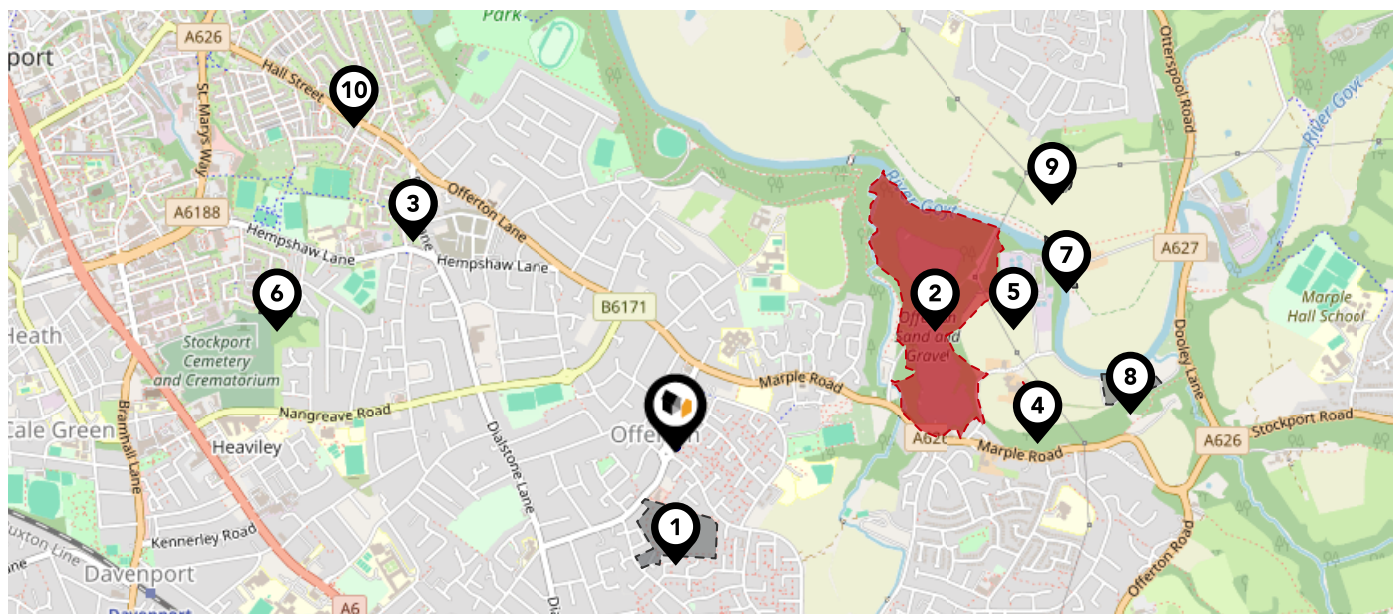 Park
A626
port
Hall Street
10
St. Marys Way
Otterspool Road
River Goyt
9
3
A6188
Offerton Lane
River Goyt
Hempshaw Lane
Hempshaw Lane
A627
7
6
2
5
B6171
Marple
Hall School
Heath
Stockport
Cemetery
and Crematorium
Offerton
Sand and
Gravel
Dooley Lane
8
Marple Road
4
Nangreave Road
Stockport Road
Bramhall Lane
cale Green
Heaviley
Offerton
A626
Marple Road
A626
Dialstone Lane
1
Kennerley Road
uxton Line
Davenport
Offerton Road
Davenport
A6